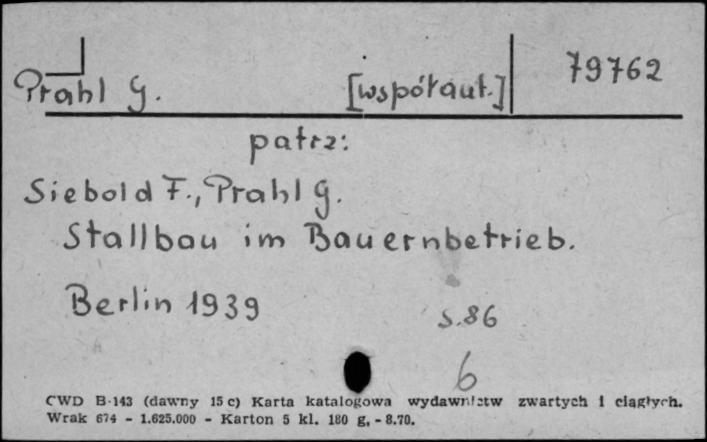 Prahl G. [współaut.] 79762
patrz:
Siebold F., Prahl G.
Stallbau im Bauernbetrieb.
Berlin 1939
s. 86
6
CWD B-143 (dawny 15 c) Karta katalogowa wydawnictw zwartych i ciągłych.
Wrak 674 - 1.625.000 - Karton 5 kl. 180 g. - 8.70.